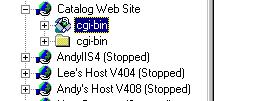 Catalog Web Site
cgi-bin
cgi-bin
AndyIIS4 (Stopped)
Lee's Host V404 (Stopped)
Andy's Host V408 (Stopped)